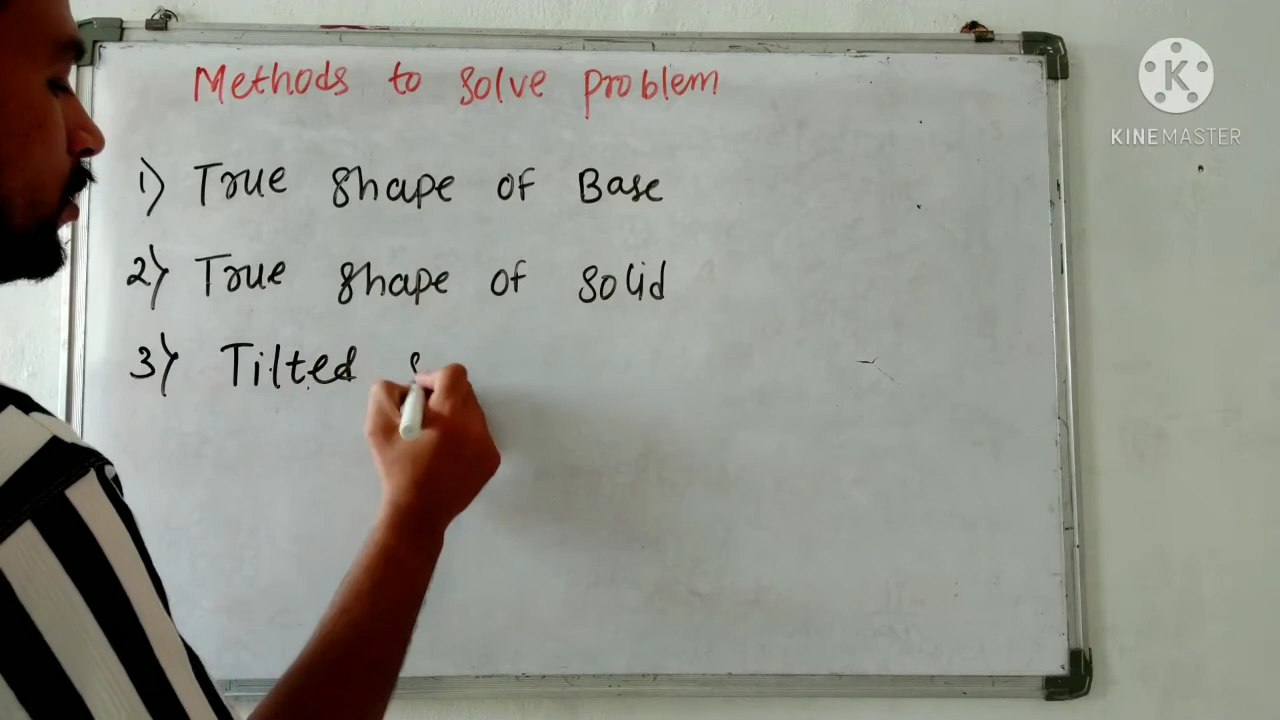 Methods to solve problem
1) True shape of Base
2) True shape of solid
3) Tilted
KINEMASTER